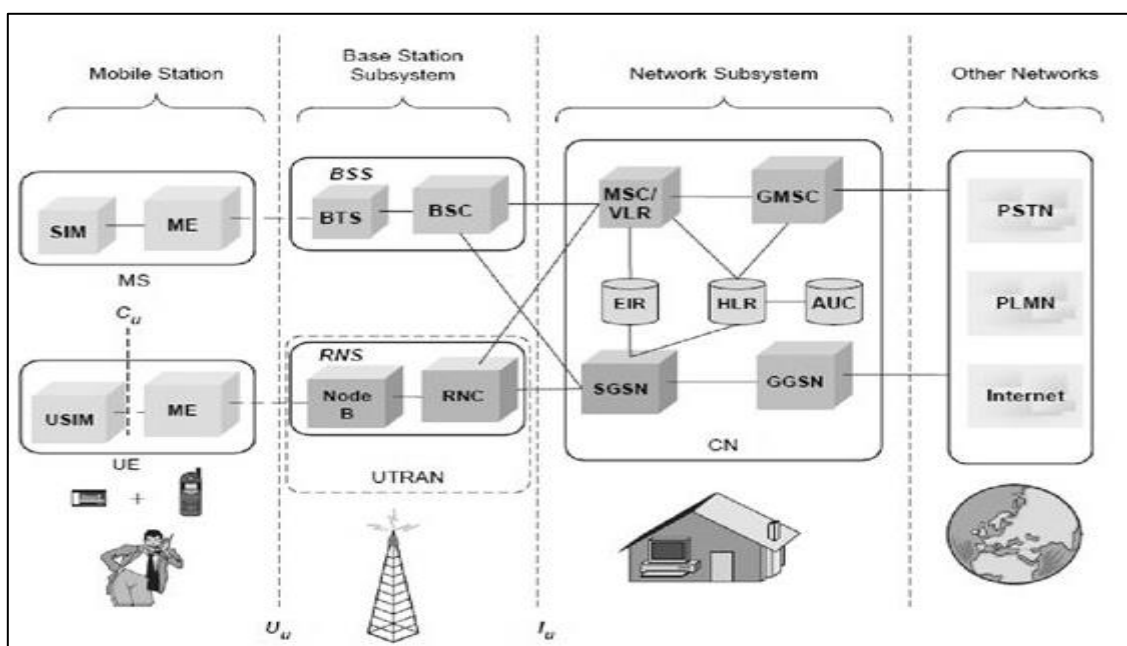 Mobile Station
Base Station
Subsystem
Network Subsystem
Other Networks
BSS
SIM
ME
BTS
BSC
MSC/
VLR
GMSC
PSTN
MS
EIR
HLR
AUC
PLMN
Cu
RNS
USIM
ME
Node
B
RNC
SGSN
GGSN
Internet
UE
UTRAN
CN
+
Uu
Iu